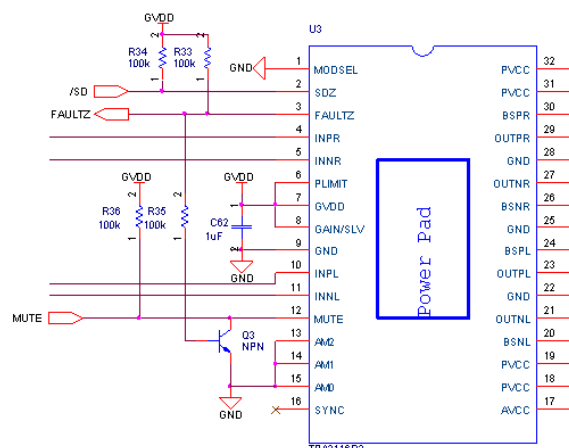 GVDD
U3
2
2
R34
100k
R33
100k
1
1
GND
/SD
FAULTZ
1 MODSEL PVCC 32
2 SDZ PVCC 31
3 FAULTZ BSPR 30
4 INPR OUTPR 29
5 INNR GND 28
6 PLIMIT OUTNR 27
7 GVDD BSNR 26
8 GAIN/SLV GND 25
9 GND BSPL 24
10 INPL OUTPL 23
11 INNL GND 22
12 MUTE OUTNL 21
13 AM2 BSNL 20
14 AM1 PVCC 19
15 AM0 PVCC 18
16 SYNC AVCC 17
Power Pad
GVDD
GVDD
2
2
R36
100k
R35
100k
1
1
1
C62
1uF
2
GND
MUTE
Q3
NPN
GND